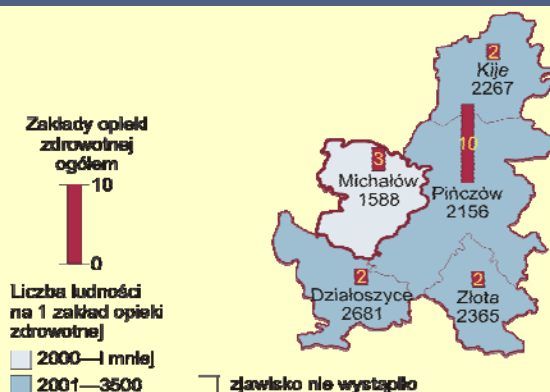 Zakłady opieki
zdrowotnej
ogółem
10
0
Liczba ludności
na 1 zakład opieki
zdrowotnej
2000—i mniej
2001—3500
zjawisko nie wystąpiło
2
Kije
2267
10
Pińczów
2156
3
Michałów
1588
2
Działoszyce
2681
2
Złota
2365